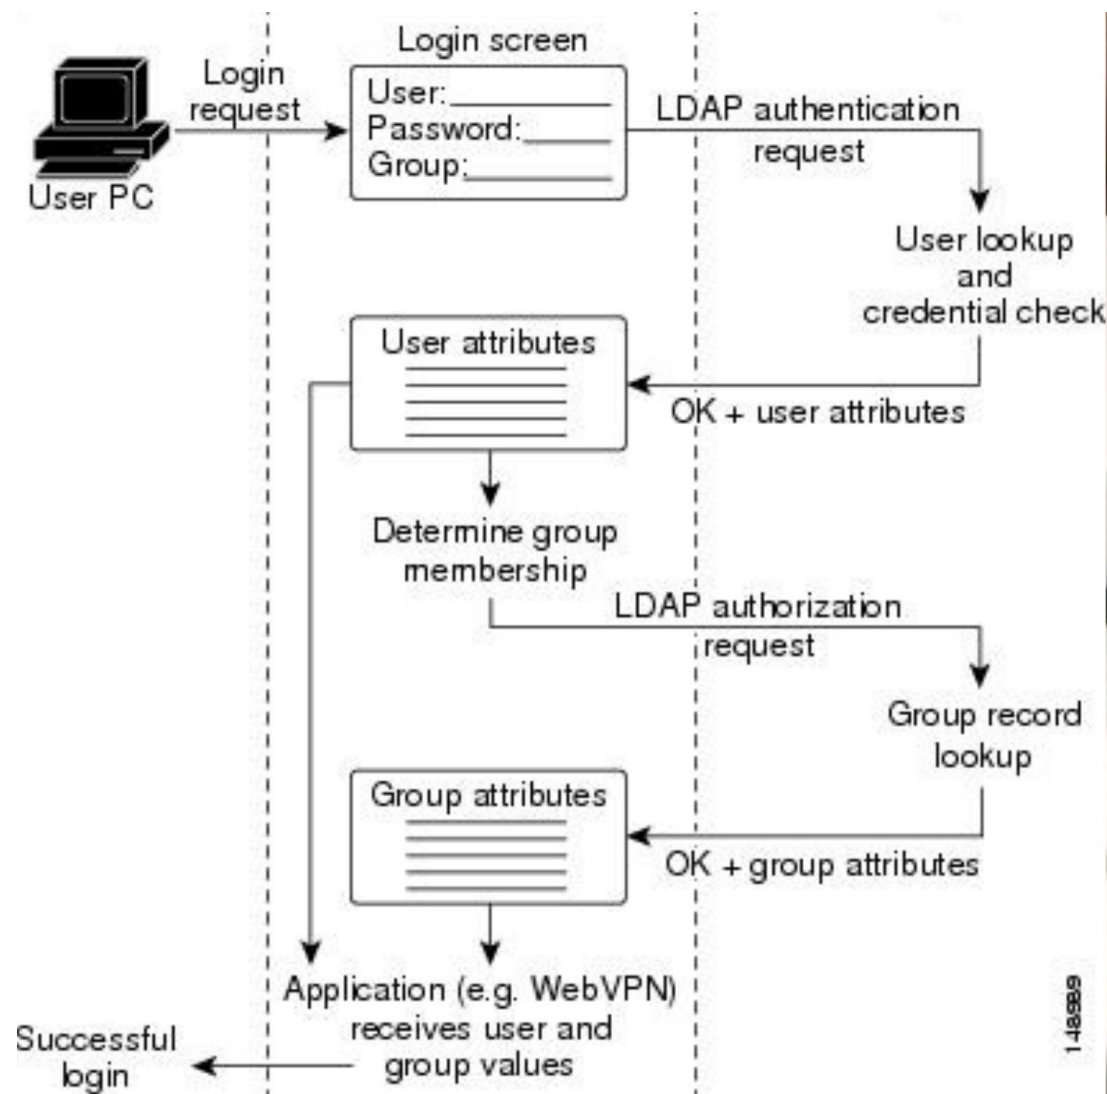 Login screen
Login
request
User:
Password:
Group:
LDAP authentication
request
User PC
User lookup
and
credential check
User attributes
OK + user attributes
Determine group
membership
LDAP authorization
request
Group record
lookup
Group attributes
OK + group attributes
Application (e.g. WebVPN)
receives user and
group values
Successful
login
148989